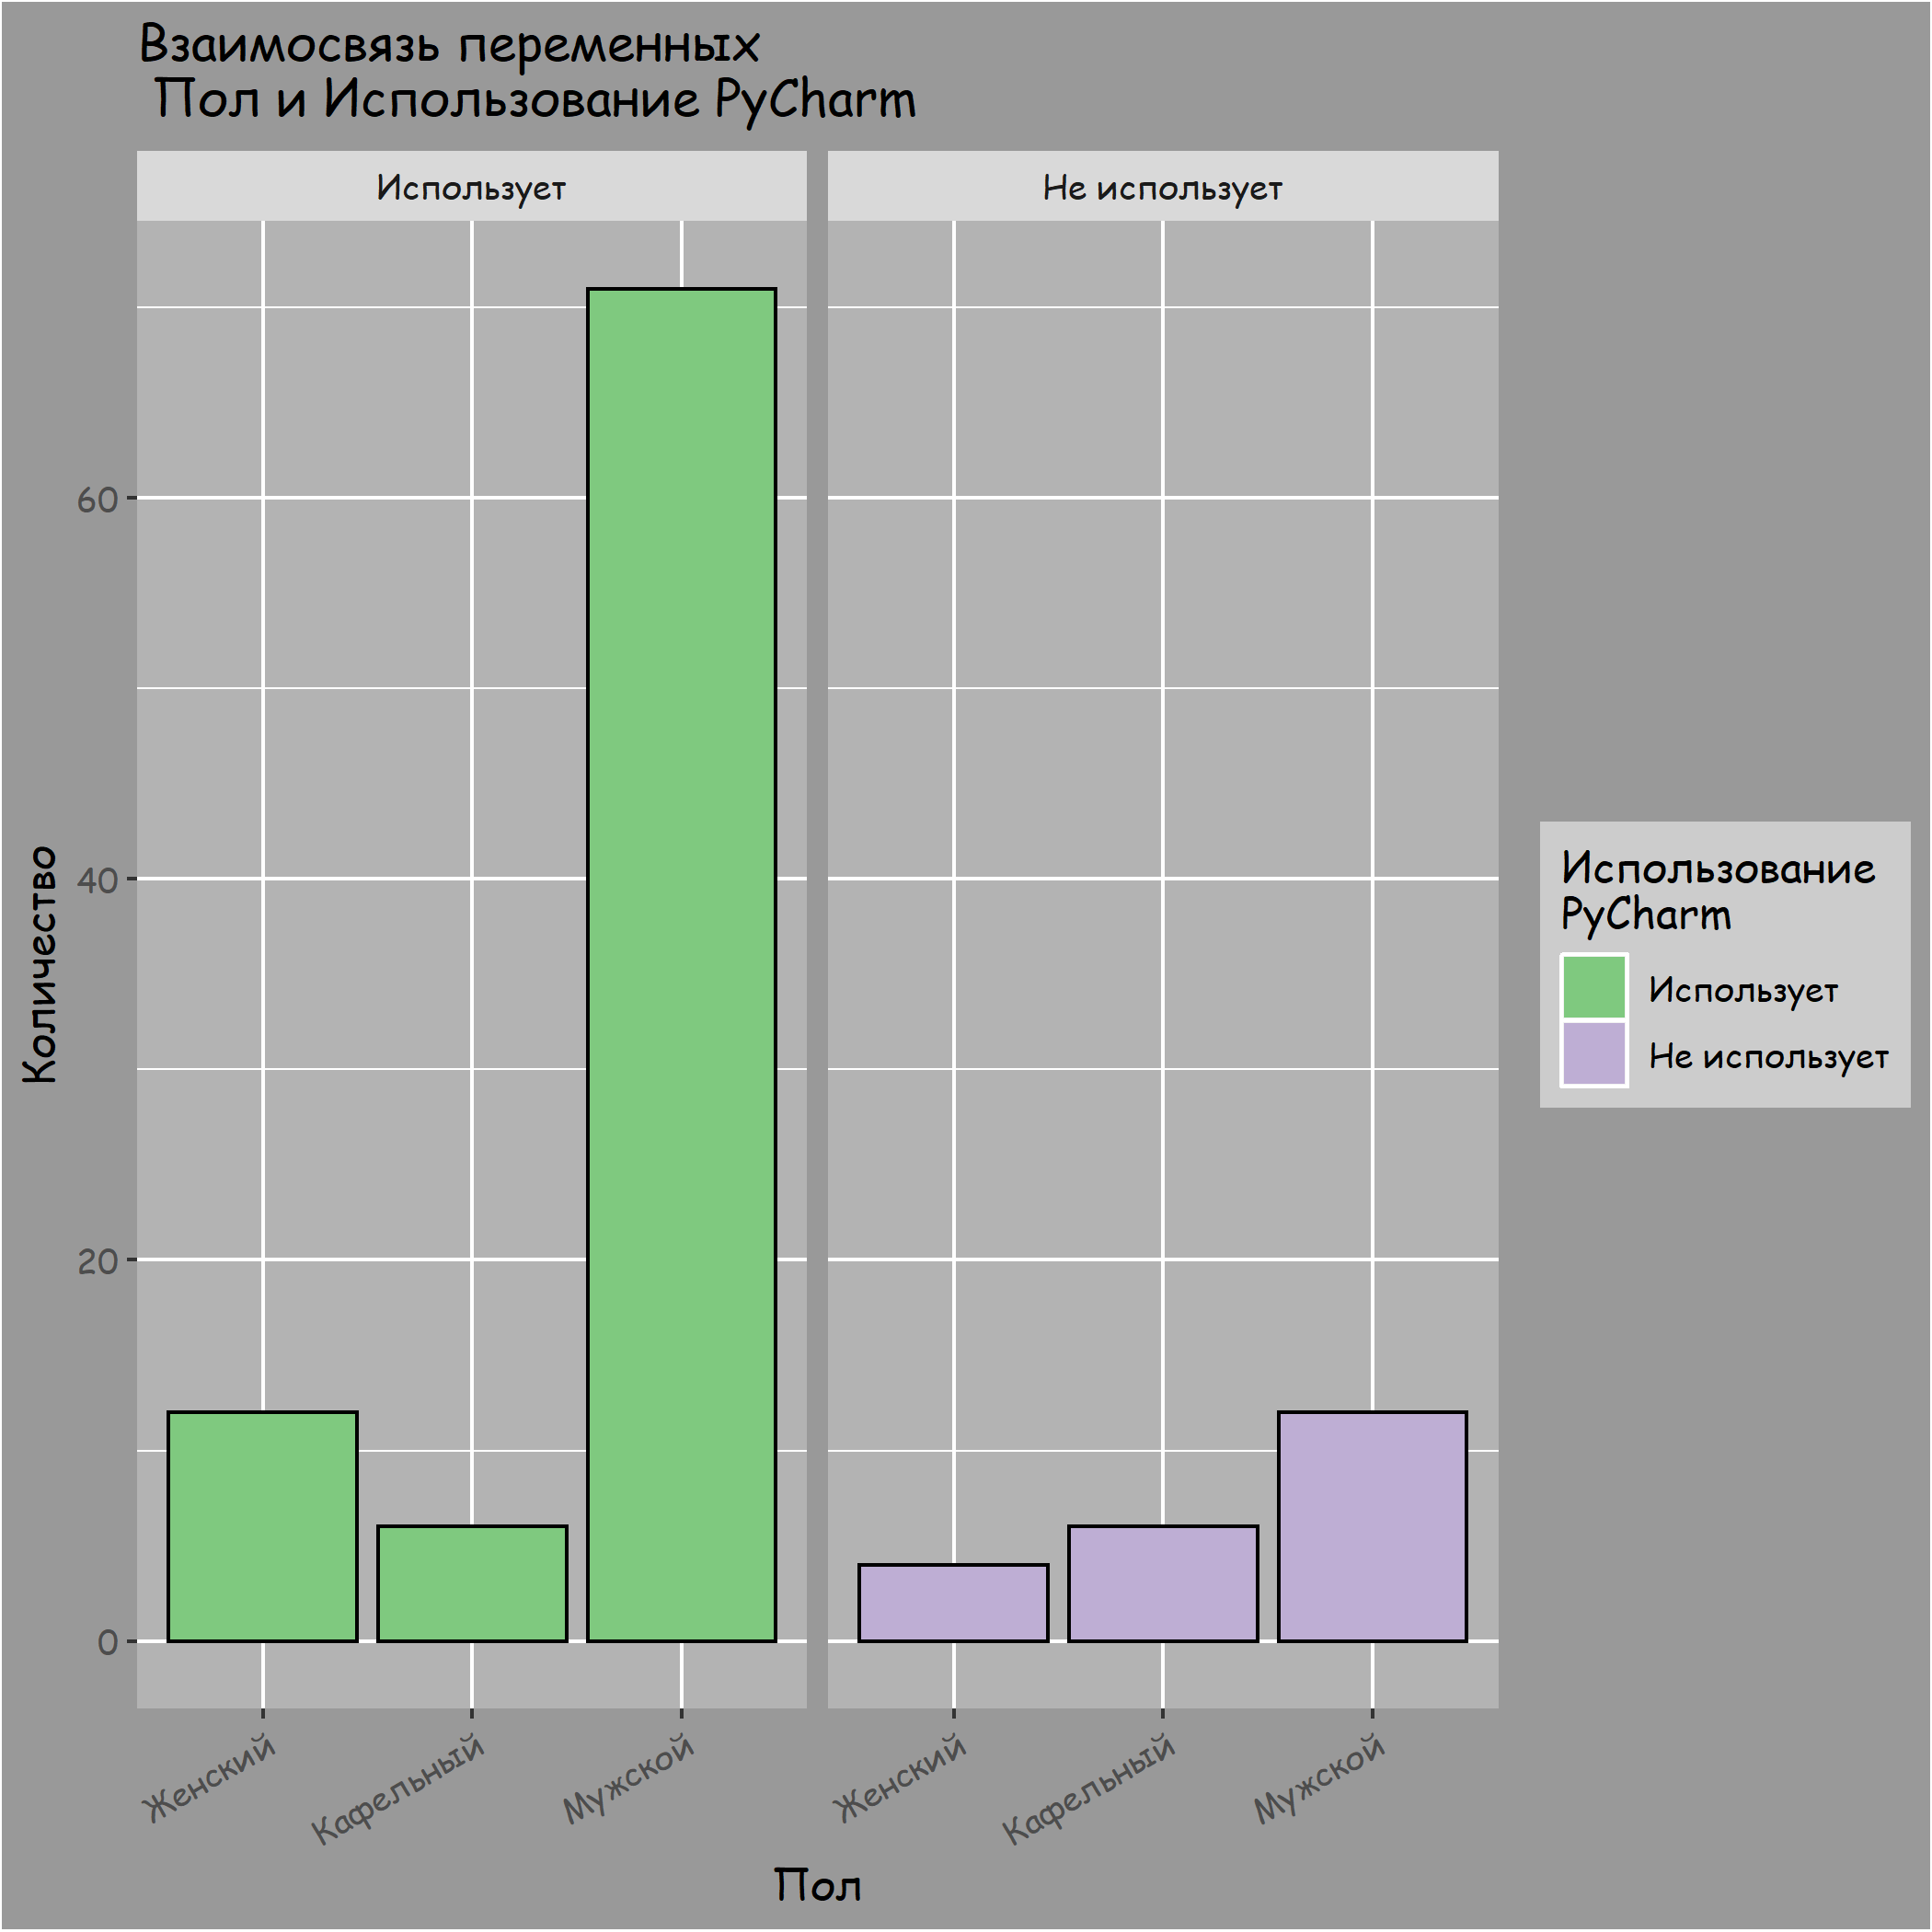 Взаимосвязь переменных
Пол и Использование PyCharm
Использует
Не использует
Количество
60
40
20
0
Женский
Кафельный
Мужской
Женский
Кафельный
Мужской
Пол
Использование
PyCharm
Использует
Не использует